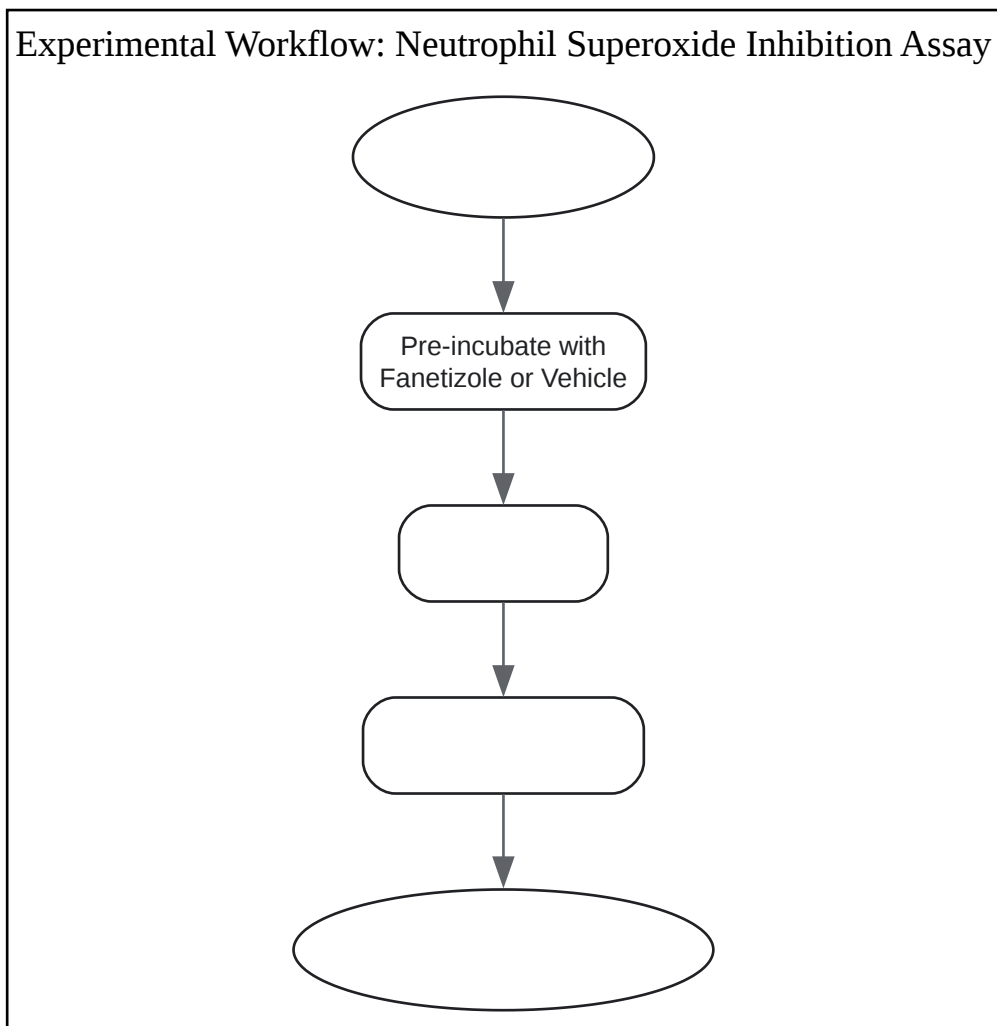 Experimental Workflow: Neutrophil Superoxide Inhibition Assay
Pre-incubate with
Fanetizole or Vehicle